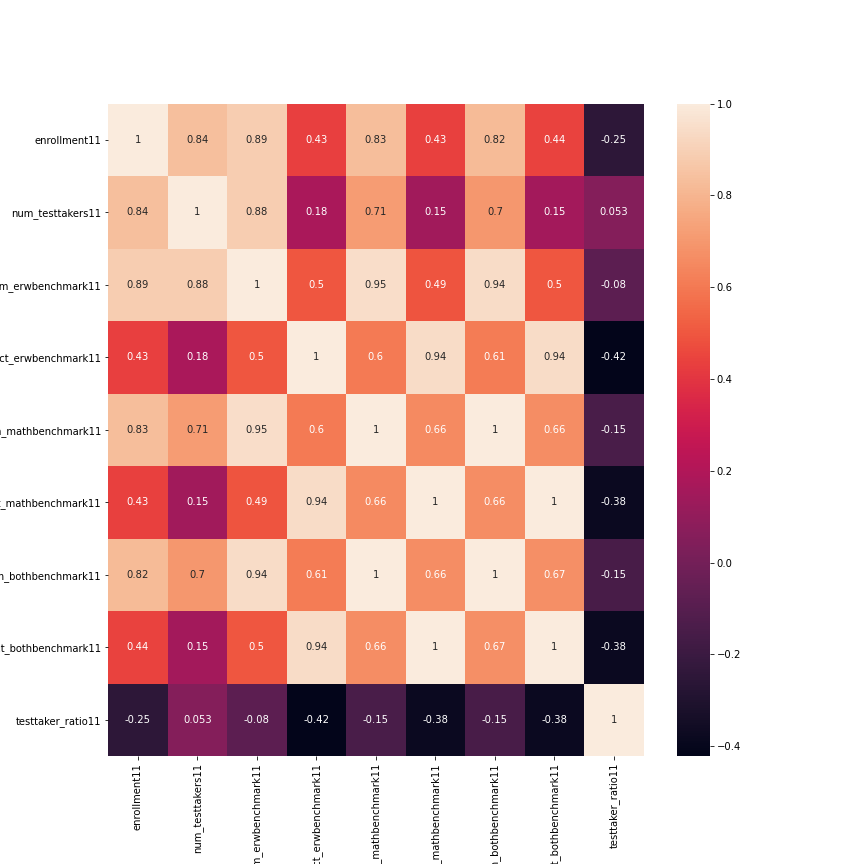 enrollment11 1 0.84 0.89 0.43 0.83 0.43 0.82 0.44 -0.25
num_testtakers11 0.84 1 0.88 0.18 0.71 0.15 0.7 0.15 0.053
m_erwbenchmark11 0.89 0.88 1 0.5 0.95 0.49 0.94 0.5 -0.08
ct_erwbenchmark11 0.43 0.18 0.5 1 0.6 0.94 0.61 0.94 -0.42
_mathbenchmark11 0.83 0.71 0.95 0.6 1 0.66 1 0.66 -0.15
t_mathbenchmark11 0.43 0.15 0.49 0.94 0.66 1 0.66 1 -0.38
_bothbenchmark11 0.82 0.7 0.94 0.61 1 0.66 1 0.67 -0.15
t_bothbenchmark11 0.44 0.15 0.5 0.94 0.66 1 0.67 1 -0.38
testtaker_ratio11 -0.25 0.053 -0.08 -0.42 -0.15 -0.38 -0.15 -0.38 1
enrollment11
num_testtakers11
m_erwbenchmark11
ct_erwbenchmark11
_mathbenchmark11
_mathbenchmark11
_bothbenchmark11
t_bothbenchmark11
testtaker_ratio11
1.0
0.8
0.6
0.4
0.2
0.0
−0.2
−0.4